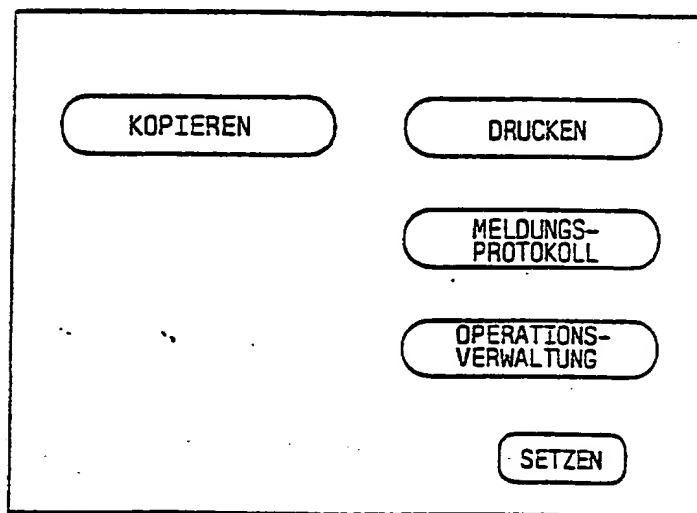 KOPIEREN
DRUCKEN
MELDUNGS-
PROTOKOLL
OPERATIONS-
VERWALTUNG
SETZEN